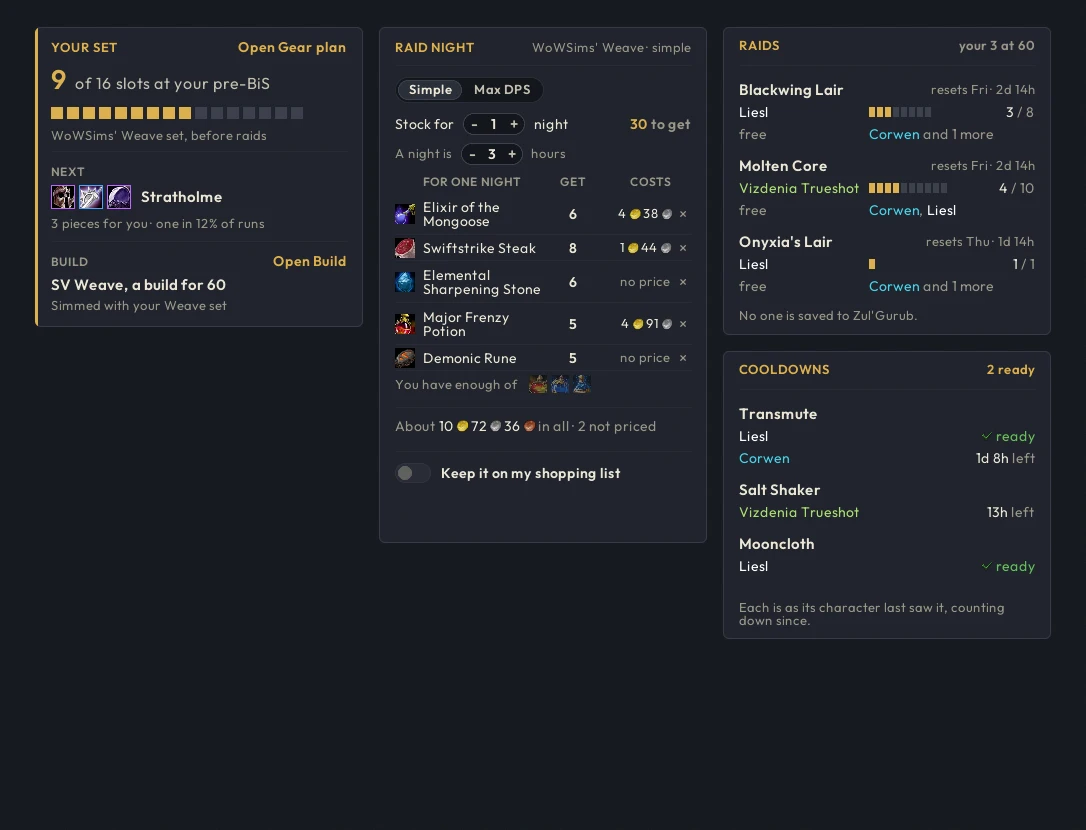 YOUR SET
Open Gear plan
9 of 16 slots at your pre-BiS
WoWSims' Weave set, before raids
NEXT
Stratholme
3 pieces for you · one in 12% of runs
BUILD
Open Build
SV Weave, a build for 60
Simmed with your Weave set
RAID NIGHT
WoWSims' Weave · simple
Simple
Max DPS
Stock for - 1 + night
30 to get
A night is - 3 + hours
FOR ONE NIGHT GET COSTS
Elixir of the
Mongoose
6 4 38 ×
Swiftstrike Steak 8 1 44 ×
Elemental
Sharpening Stone
6 no price ×
Major Frenzy
Potion
5 4 91 ×
Demonic Rune 5 no price ×
You have enough of
About 10 72 36 in all · 2 not priced
Keep it on my shopping list
RAIDS
your 3 at 60
Blackwing Lair
resets Fri · 2d 14h
Liesl 3 / 8
free Corwen and 1 more
Molten Core
resets Fri · 2d 14h
Vizdenia Trueshot 4 / 10
free Corwen, Liesl
Onyxia's Lair
resets Thu · 1d 14h
Liesl 1 / 1
free Corwen and 1 more
No one is saved to Zul'Gurub.
COOLDOWNS
2 ready
Transmute
Liesl ✓ ready
Corwen 1d 8h left
Salt Shaker
Vizdenia Trueshot 13h left
Mooncloth
Liesl ✓ ready
Each is as its character last saw it, counting
down since.